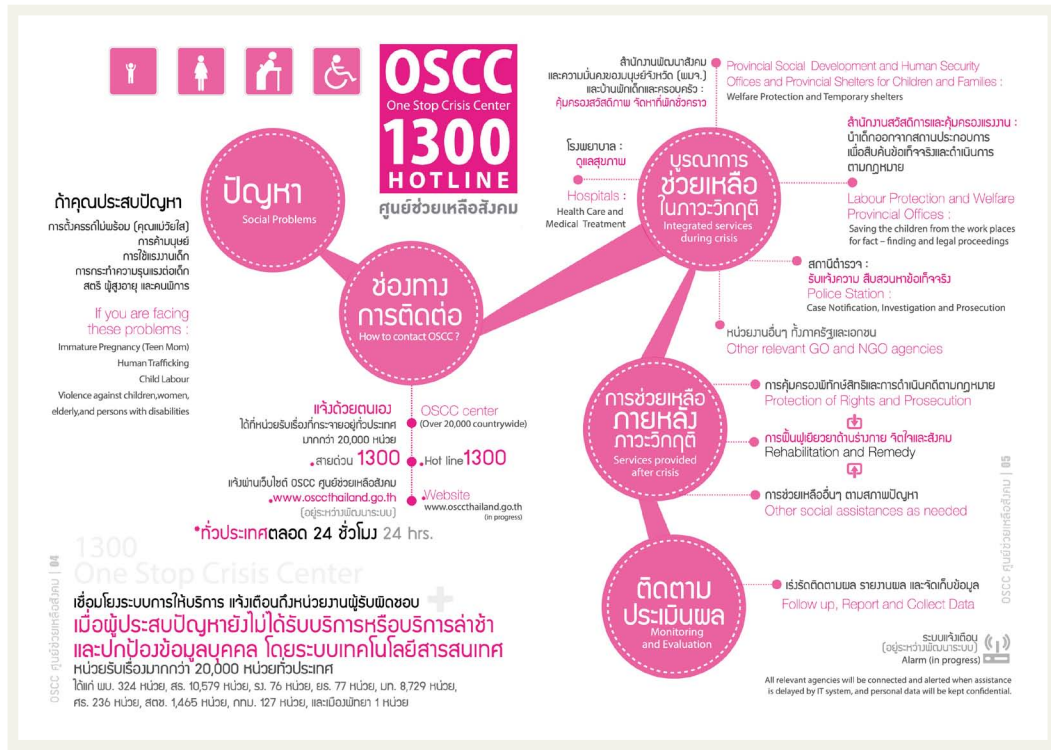 OSCC
One Stop Crisis Center
1300
HOTLINE
ศูนย์ช่วยเหลือสังคม
ปัญหา
Social Problems
ถ้าคุณประสบปัญหา
การตั้งครรภ์ไม่พร้อม (คุณแม่วัยใส)
การค้ามนุษย์
การใช้แรงงานเด็ก
การกระทำความรุนแรงต่อเด็ก
สตรี ผู้สูงอายุ และคนพิการ
If you are facing
these problems :
Immature Pregnancy (Teen Mom)
Human Trafficking
Child Labour
Violence against children,women,
elderly,and persons with disabilities
ช่องทาง
การติดต่อ
How to contact OSCC ?
แจ้งด้วยตนเอง
ได้ที่หน่วยรับเรื่องที่กระจายอยู่ทั่วประเทศ
มากกว่า 20,000 หน่วย
OSCC center
(Over 20,000 countrywide)
สายด่วน 1300
Hot line1300
แจ้งผ่านเว็บไซต์ OSCC ศูนย์ช่วยเหลือสังคม
www.osccthailand.go.th
(อยู่ระหว่างพัฒนาระบบ)
Website
www.osccthailand.go.th
(in progress)
*ทั่วประเทศตลอด 24 ชั่วโมง 24 hrs.
บูรณาการ
ช่วยเหลือ
ในภาวะวิกฤติ
Integrated services
during crisis
สำนักงานพัฒนาสังคม
และความมั่นคงของมนุษย์จังหวัด (พมจ.)
และบ้านพักเด็กและครอบครัว :
คุ้มครองสวัสดิภาพ จัดหาที่พักชั่วคราว
Provincial Social Development and Human Security
Offices and Provincial Shelters for Children and Families :
Welfare Protection and Temporary shelters
โรงพยาบาล :
ดูแลสุขภาพ
Hospitals :
Health Care and
Medical Treatment
สำนักงานสวัสดิการและคุ้มครองแรงงาน :
นำเด็กออกจากสถานประกอบการ
เพื่อสืบค้นข้อเท็จจริงและดำเนินการ
ตามกฎหมาย
Labour Protection and Welfare
Provincial Offices :
Saving the children from the work places
for fact – finding and legal proceedings
สถานีตำรวจ :
รับแจ้งความ สืบสวนหาข้อเท็จจริง
Police Station :
Case Notification, Investigation and Prosecution
หน่วยงานอื่นๆ ทั้งภาครัฐและเอกชน
Other relevant GO and NGO agencies
การช่วยเหลือ
ภายหลัง
ภาวะวิกฤติ
Services provided
after crisis
การคุ้มครองพิทักษ์สิทธิและการดำเนินคดีตามกฎหมาย
Protection of Rights and Prosecution
การฟื้นฟูเยียวยาด้านร่างกาย จิตใจและสังคม
Rehabilitation and Remedy
การช่วยเหลืออื่นๆ ตามสภาพปัญหา
Other social assistances as needed
ติดตาม
ประเมินผล
Monitoring
and Evaluation
เร่งรัดติดตามผล รายงานผล และจัดเก็บข้อมูล
Follow up, Report and Collect Data
ระบบแจ้งเตือน
(อยู่ระหว่างพัฒนาระบบ)
Alarm (in progress)
All relevant agencies will be connected and alerted when assistance
is delayed by IT system, and personal data will be kept confidential.
1300
One Stop Crisis Center
เชื่อมโยงระบบการให้บริการ แจ้งเตือนถึงหน่วยงานผู้รับผิดชอบ
เมื่อผู้ประสบปัญหายังไม่ได้รับบริการหรือบริการล่าช้า
และปกป้องข้อมูลบุคคล โดยระบบเทคโนโลยีสารสนเทศ
หน่วยรับเรื่องมากกว่า 20,000 หน่วยทั่วประเทศ
ได้แก่ พม. 324 หน่วย, สธ. 10,579 หน่วย, รง. 76 หน่วย, ยธ. 77 หน่วย, มท. 8,729 หน่วย,
ศธ. 236 หน่วย, สตช. 1,465 หน่วย, กทม. 127 หน่วย, และเมืองพัทยา 1 หน่วย
OSCC ศูนย์ช่วยเหลือสังคม | 04
OSCC ศูนย์ช่วยเหลือสังคม | 05